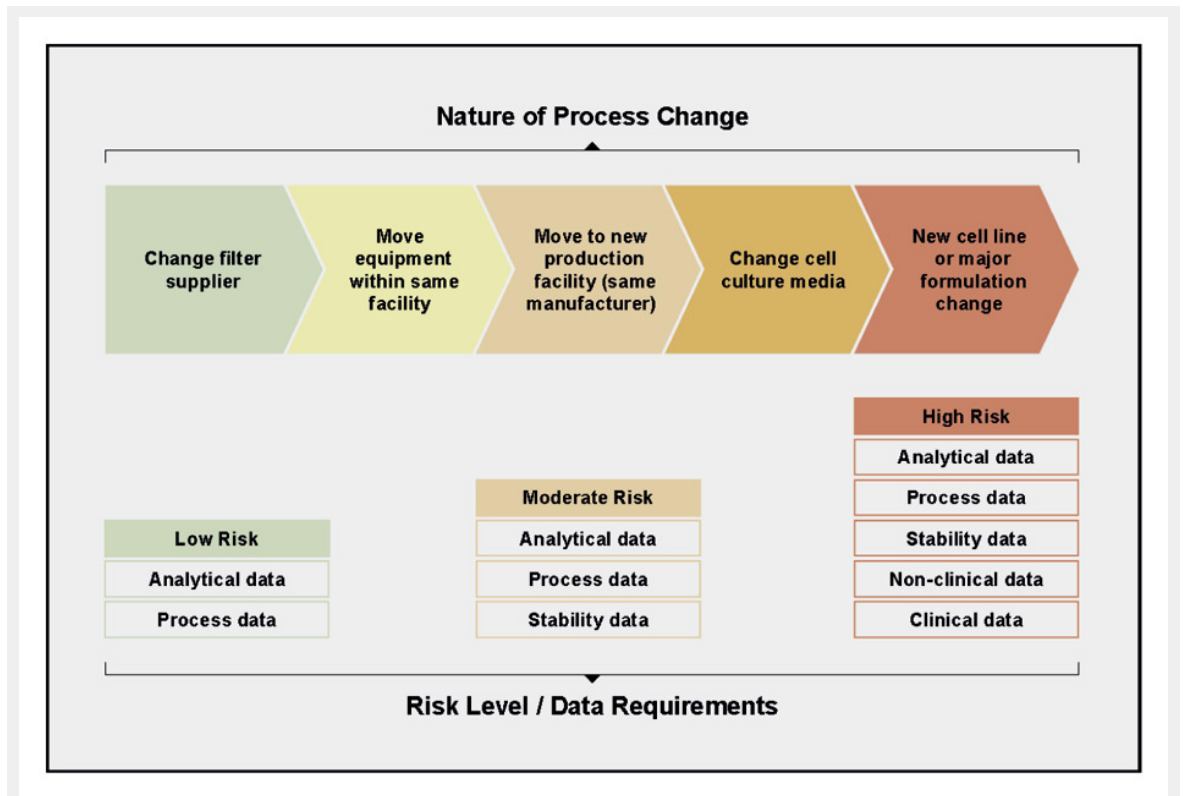 Nature of Process Change
Change filter
supplier
Move
equipment
within same
facility
Move to new
production
facility (same
manufacturer)
Change cell
culture media
New cell line
or major
formulation
change
Low Risk
Analytical data
Process data
Moderate Risk
Analytical data
Process data
Stability data
High Risk
Analytical data
Process data
Stability data
Non-clinical data
Clinical data
Risk Level / Data Requirements